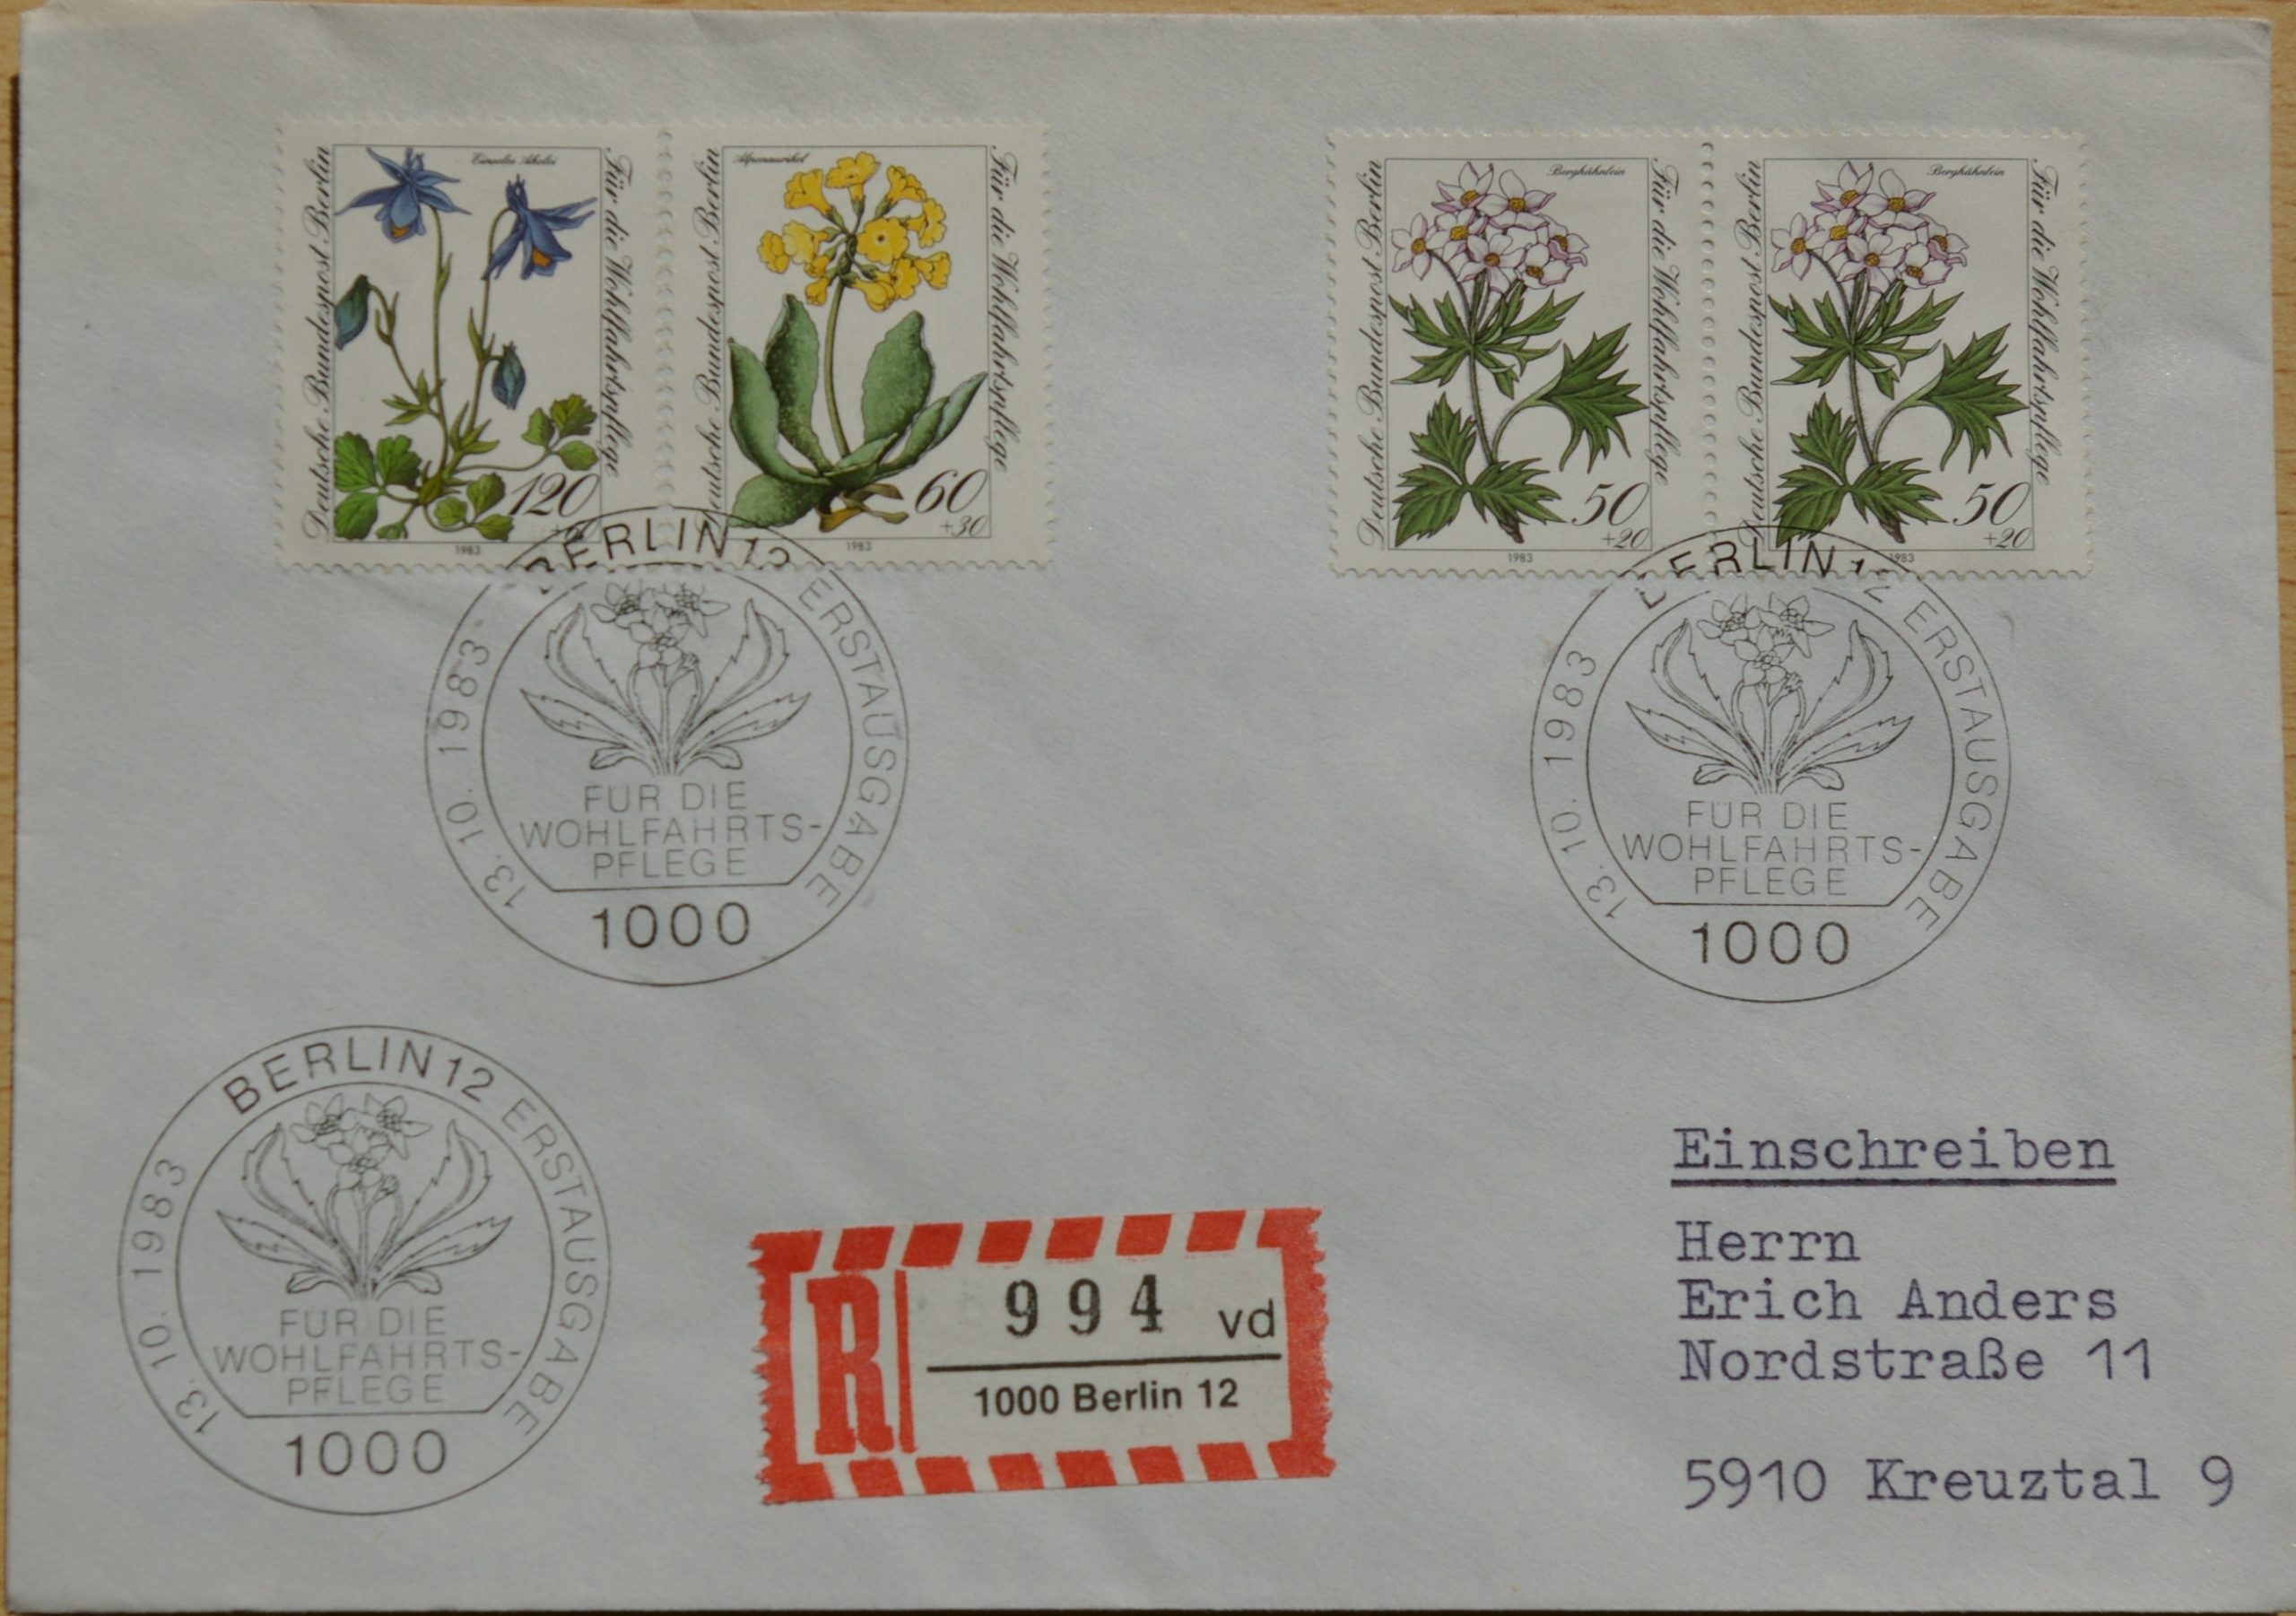 Deutsche Bundespost Berlin
Einseles Akelei
Für die Wohlfahrtspflege
120
1983
Deutsche Bundespost Berlin
Alpenaurikel
Für die Wohlfahrtspflege
60
+30
1983
Deutsche Bundespost Berlin
Berghähnlein
Für die Wohlfahrtspflege
50
+20
1983
Deutsche Bundespost Berlin
Berghähnlein
Für die Wohlfahrtspflege
50
+20
1983
BERLIN 12 ERSTAUSGABE
13.10.1983
FÜR DIE
WOHLFAHRTS-
PFLEGE
1000
BERLIN 12 ERSTAUSGABE
13.10.1983
FÜR DIE
WOHLFAHRTS-
PFLEGE
1000
BERLIN 12 ERSTAUSGABE
13.10.1983
FÜR DIE
WOHLFAHRTS-
PFLEGE
1000
R
994 vd
1000 Berlin 12
Einschreiben
Herrn
Erich Anders
Nordstraße 11
5910 Kreuztal 9